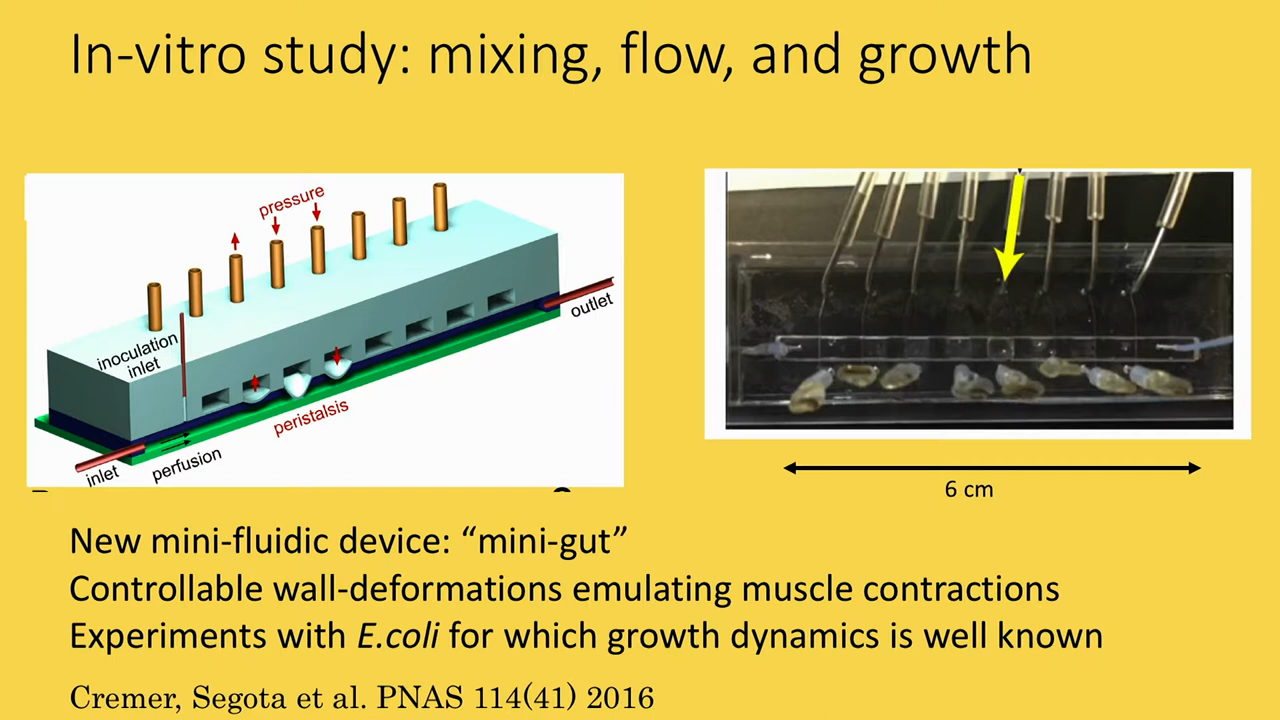 In-vitro study: mixing, flow, and growth
pressure
inoculation
inlet
outlet
peristalsis
inlet
perfusion
6 cm
New mini-fluidic device: “mini-gut”
Controllable wall-deformations emulating muscle contractions
Experiments with E.coli for which growth dynamics is well known
Cremer, Segota et al. PNAS 114(41) 2016